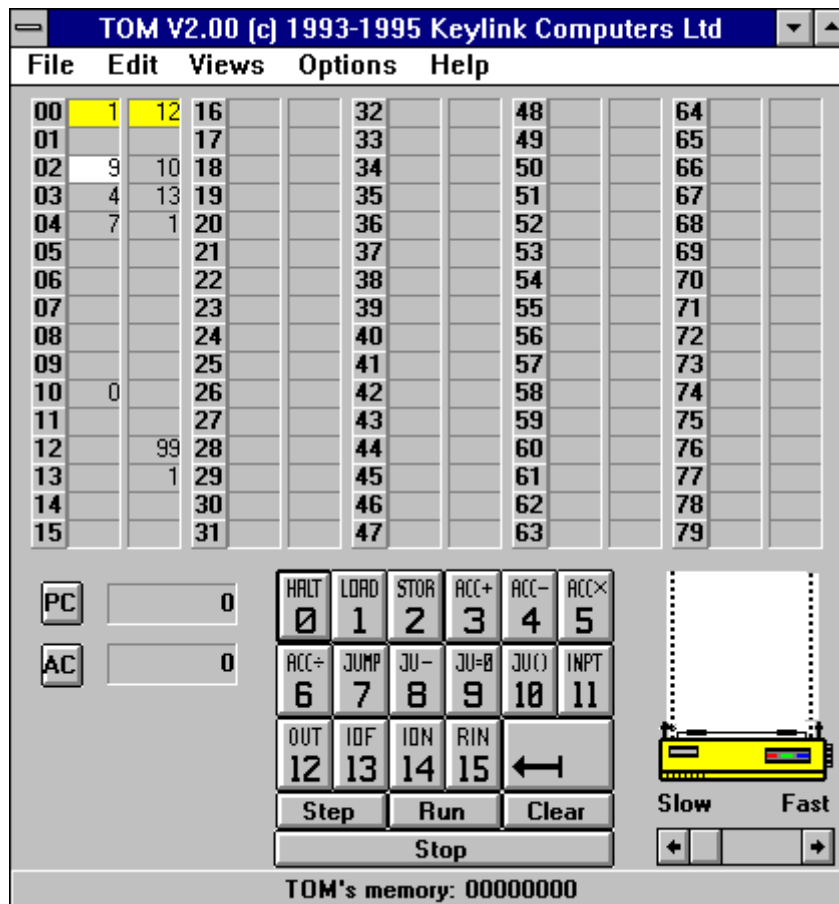 TOM V2.00 (c) 1993-1995 Keylink Computers Ltd
File Edit Views Options Help
00 1 12 16 32 48 64
01 17 33 49 65
02 9 10 18 34 50 66
03 4 13 19 35 51 67
04 7 1 20 36 52 68
05 21 37 53 69
06 22 38 54 70
07 23 39 55 71
08 24 40 56 72
09 25 41 57 73
10 0 26 42 58 74
11 27 43 59 75
12 99 28 44 60 76
13 1 29 45 61 77
14 30 46 62 78
15 31 47 63 79
PC 0
AC 0
HALT LOAD STOR ACC+ ACC- ACC×
0 1 2 3 4 5
ACC÷ JUMP JU- JU=0 JU() INPT
6 7 8 9 10 11
OUT IOF ION RIN
12 13 14 15
Step Run Clear
Stop
Slow Fast
TOM's memory: 00000000